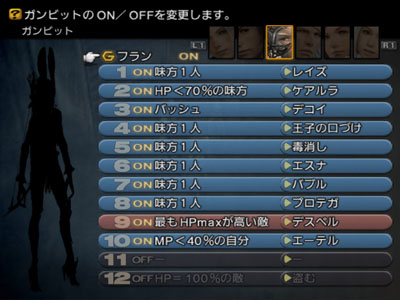 ガンビットのON／OFFを変更します。
ガンビット
L1 R1
G フラン ON
1 ON 味方1人 レイズ
2 ON HP＜70％の味方 ケアルラ
3 ON バッシュ デコイ
4 ON 味方1人 王子の口づけ
5 ON 味方1人 毒消し
6 ON 味方1人 エスナ
7 ON 味方1人 バブル
8 ON 味方1人 プロテガ
9 ON 最もHPmaxが高い敵 デスペル
10 ON MP＜40％の自分 エーテル
11 OFF － －
12 OFF HP＝100％の敵 盗む